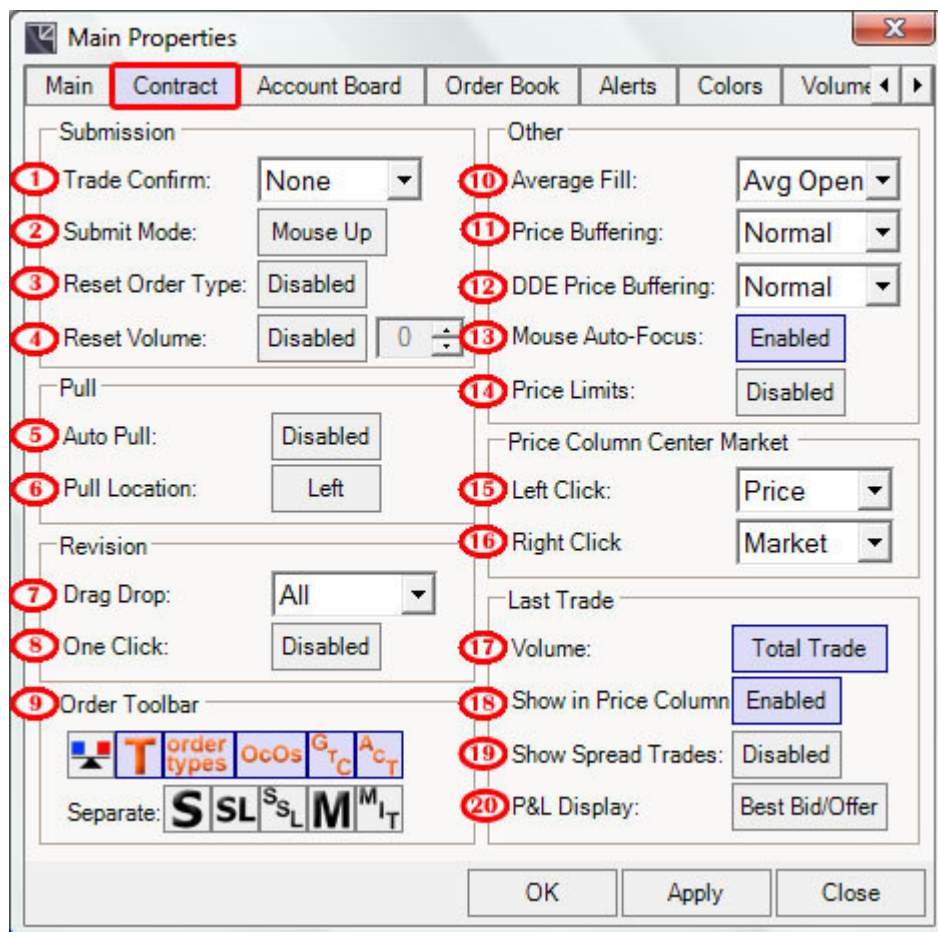 Main Properties
X
Main Contract Account Board Order Book Alerts Colors Volume
Submission
1 Trade Confirm: None
2 Submit Mode: Mouse Up
3 Reset Order Type: Disabled
4 Reset Volume: Disabled 0
Pull
5 Auto Pull: Disabled
6 Pull Location: Left
Revision
7 Drag Drop: All
8 One Click: Disabled
9 Order Toolbar
T order types OcOs GTC ACT
Separate: S SL SSL M MIT
Other
10 Average Fill: Avg Open
11 Price Buffering: Normal
12 DDE Price Buffering: Normal
13 Mouse Auto-Focus: Enabled
14 Price Limits: Disabled
Price Column Center Market
15 Left Click: Price
16 Right Click Market
Last Trade
17 Volume: Total Trade
18 Show in Price Column Enabled
19 Show Spread Trades: Disabled
20 P&L Display: Best Bid/Offer
OK Apply Close